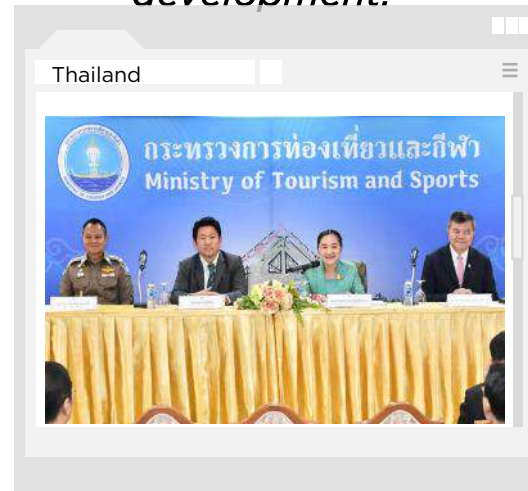 development.
Thailand
กระทรวงการท่องเที่ยวและกีฬา
Ministry of Tourism and Sports